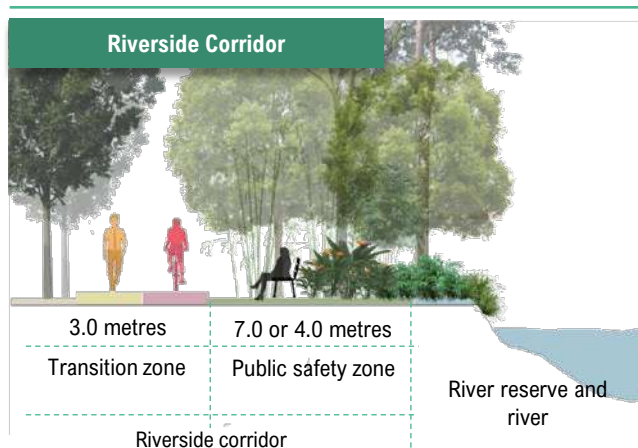 Riverside Corridor
3.0 metres
7.0 or 4.0 metres
Transition zone
Public safety zone
River reserve and
river
Riverside corridor